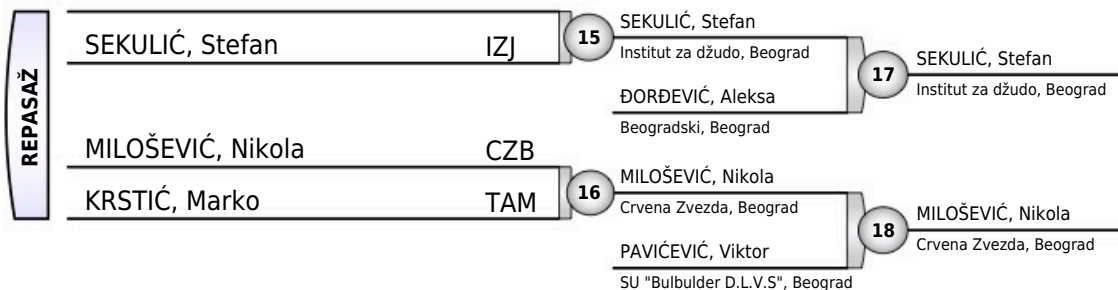 REPASAŽ
SEKULIĆ, Stefan IZJ
MILOŠEVIĆ, Nikola CZB
KRSTIĆ, Marko TAM
15
SEKULIĆ, Stefan
Institut za džudo, Beograd
ĐORĐEVIĆ, Aleksa
Beogradski, Beograd
16
MILOŠEVIĆ, Nikola
Crvena Zvezda, Beograd
PAVIĆEVIĆ, Viktor
SU "Bulbulder D.L.V.S", Beograd
17
SEKULIĆ, Stefan
Institut za džudo, Beograd
18
MILOŠEVIĆ, Nikola
Crvena Zvezda, Beograd